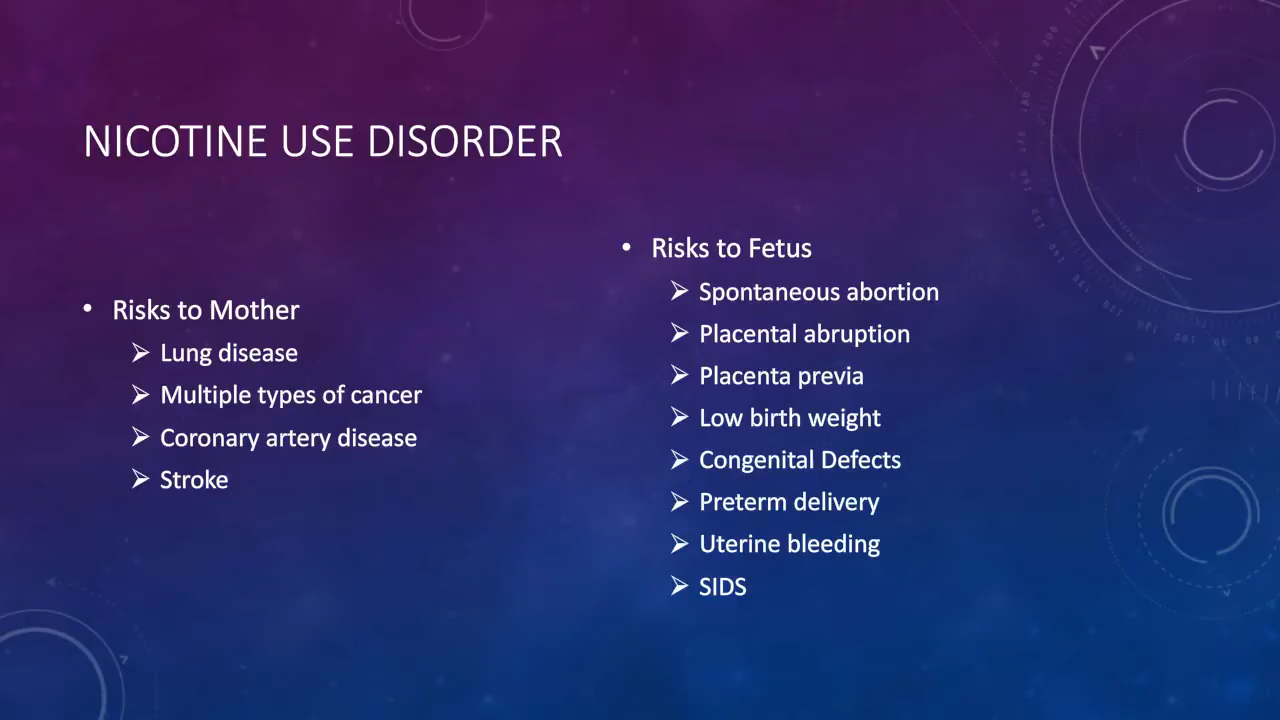 NICOTINE USE DISORDER
• Risks to Mother
➢ Lung disease
➢ Multiple types of cancer
➢ Coronary artery disease
➢ Stroke
• Risks to Fetus
➢ Spontaneous abortion
➢ Placental abruption
➢ Placenta previa
➢ Low birth weight
➢ Congenital Defects
➢ Preterm delivery
➢ Uterine bleeding
➢ SIDS